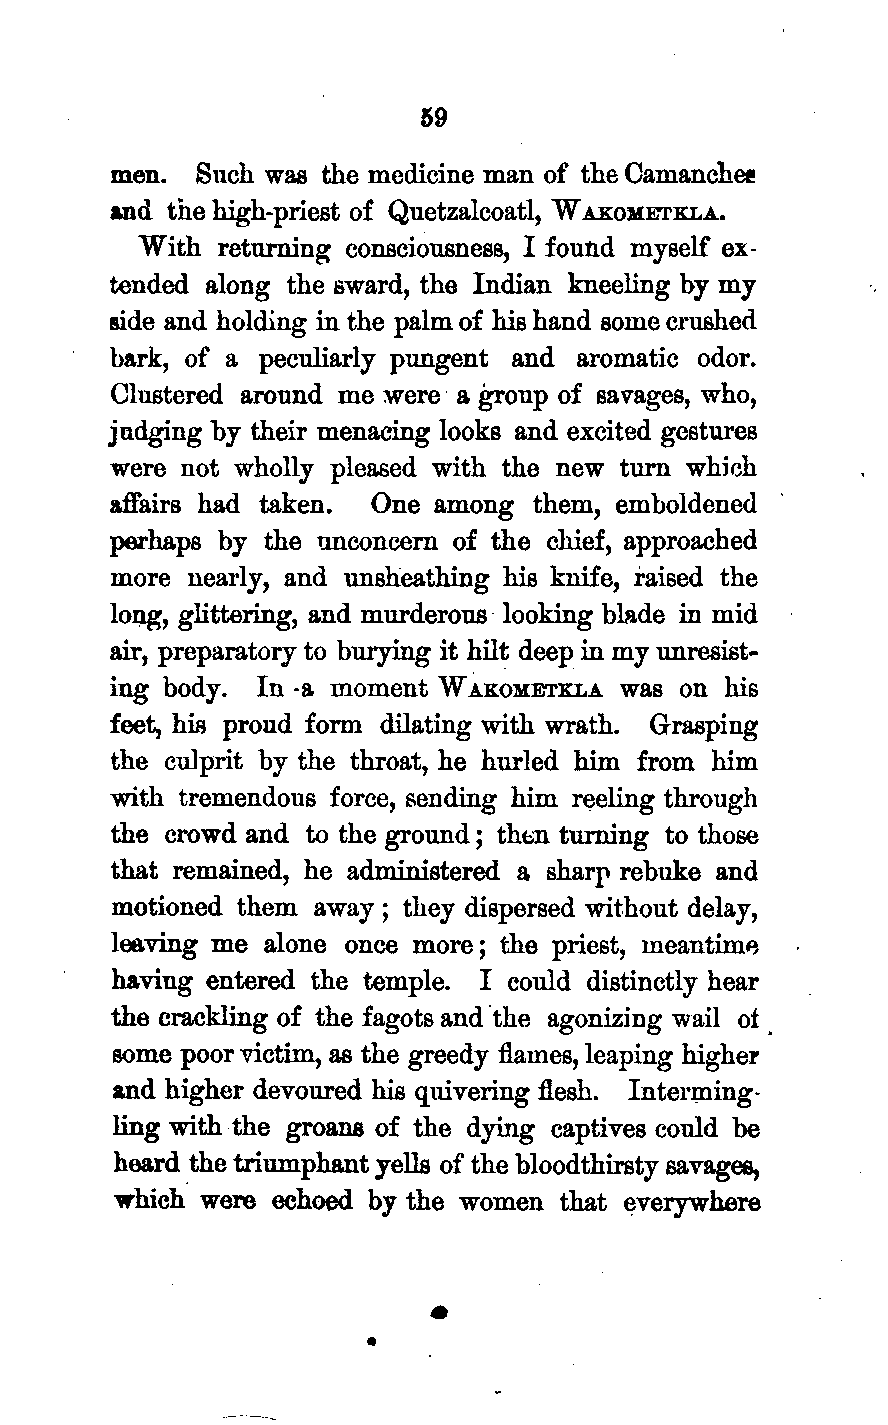 59
men. Such was the medicine man of the Camanches
and the high-priest of Quetzalcoatl, WAKOMETKLA.
With returning consciousness, I found myself ex-
tended along the sward, the Indian kneeling by my
side and holding in the palm of his hand some crushed
bark, of a peculiarly pungent and aromatic odor.
Clustered around me were a group of savages, who,
judging by their menacing looks and excited gestures
were not wholly pleased with the new turn which
affairs had taken. One among them, emboldened
perhaps by the unconcern of the chief, approached
more nearly, and unsheathing his knife, raised the
long, glittering, and murderous looking blade in mid
air, preparatory to burying it hilt deep in my unresist-
ing body. In a moment WAKOMETKLA was on his
feet, his proud form dilating with wrath. Grasping
the culprit by the throat, he hurled him from him
with tremendous force, sending him reeling through
the crowd and to the ground; then turning to those
that remained, he administered a sharp rebuke and
motioned them away; they dispersed without delay,
leaving me alone once more; the priest, meantime
having entered the temple. I could distinctly hear
the crackling of the fagots and the agonizing wail of
some poor victim, as the greedy flames, leaping higher
and higher devoured his quivering flesh. Interming-
ling with the groans of the dying captives could be
heard the triumphant yells of the bloodthirsty savages,
which were echoed by the women that everywhere